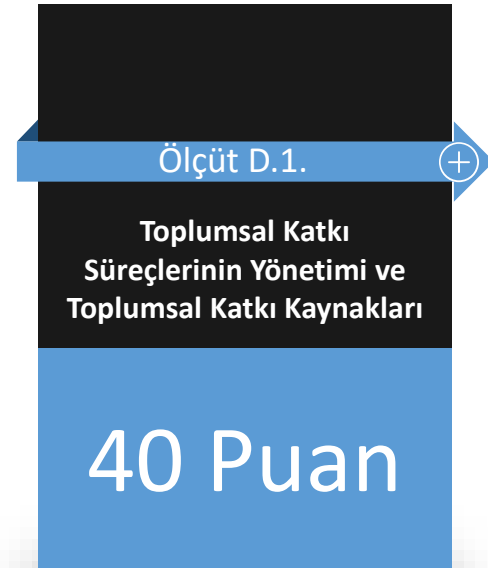 Ölçüt D.1.
Toplumsal Katkı
Süreçlerinin Yönetimi ve
Toplumsal Katkı Kaynakları
40 Puan